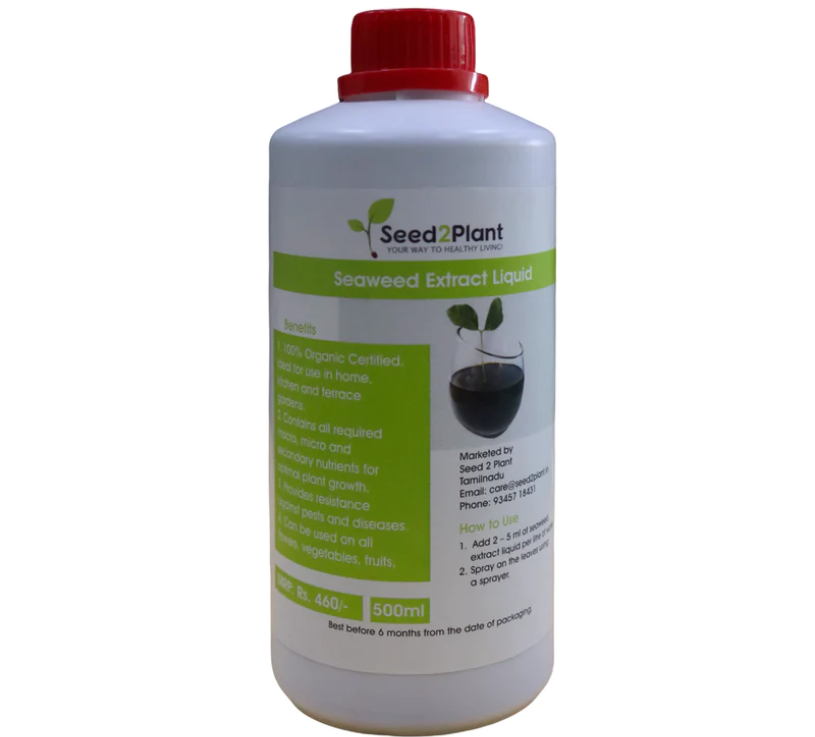 Seed2Plant
YOUR WAY TO HEALTHY LIVING!
Seaweed Extract Liquid
Benefits
1. 100% Organic Certified.
Ideal for use in home,
kitchen and terrace
gardens.
2. Contains all required
macro, micro and
secondary nutrients for
optimal plant growth.
3. Provides resistance
against pests and diseases.
4. Can be used on all
flowers, vegetables, fruits.
MRP: Rs. 460/-
500ml
Marketed by
Seed 2 Plant
Tamilnadu
Email: care@seed2plant.in
Phone: 93457 18431
How to Use
1. Add 2 – 5 ml of seaweed
extract liquid per litre of water
2. Spray on the leaves using
a sprayer.
Best before 6 months from the date of packaging